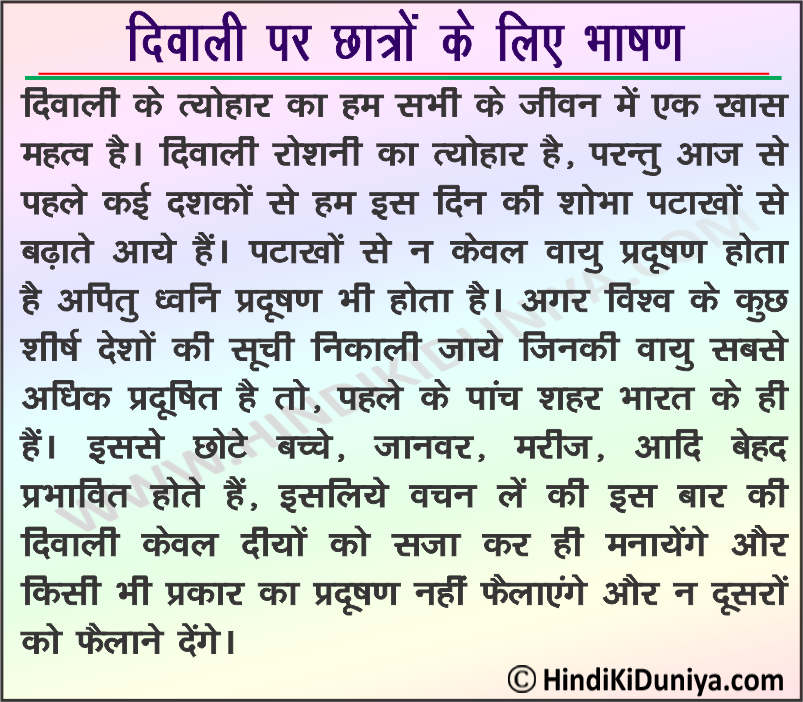 दिवाली पर छात्रों के लिए भाषण
दिवाली के त्योहार का हम सभी के जीवन में एक खास
महत्व है। दिवाली रोशनी का त्योहार है, परन्तु आज से
पहले कई दशकों से हम इस दिन की शोभा पटाखों से
बढ़ाते आये हैं। पटाखों से न केवल वायु प्रदूषण होता
है अपितु ध्वनि प्रदूषण भी होता है। अगर विश्व के कुछ
शीर्ष देशों की सूची निकाली जाये जिनकी वायु सबसे
अधिक प्रदूषित है तो, पहले के पांच शहर भारत के ही
हैं। इससे छोटे बच्चे, जानवर, मरीज, आदि बेहद
प्रभावित होते हैं, इसलिये वचन लें की इस बार की
दिवाली केवल दीयों को सजा कर ही मनायेंगे और
किसी भी प्रकार का प्रदूषण नहीं फैलाएंगे और न दूसरों
को फैलाने देंगे।
WWW.HINDIKIDUNIYA.COM
© HindiKiDuniya.com